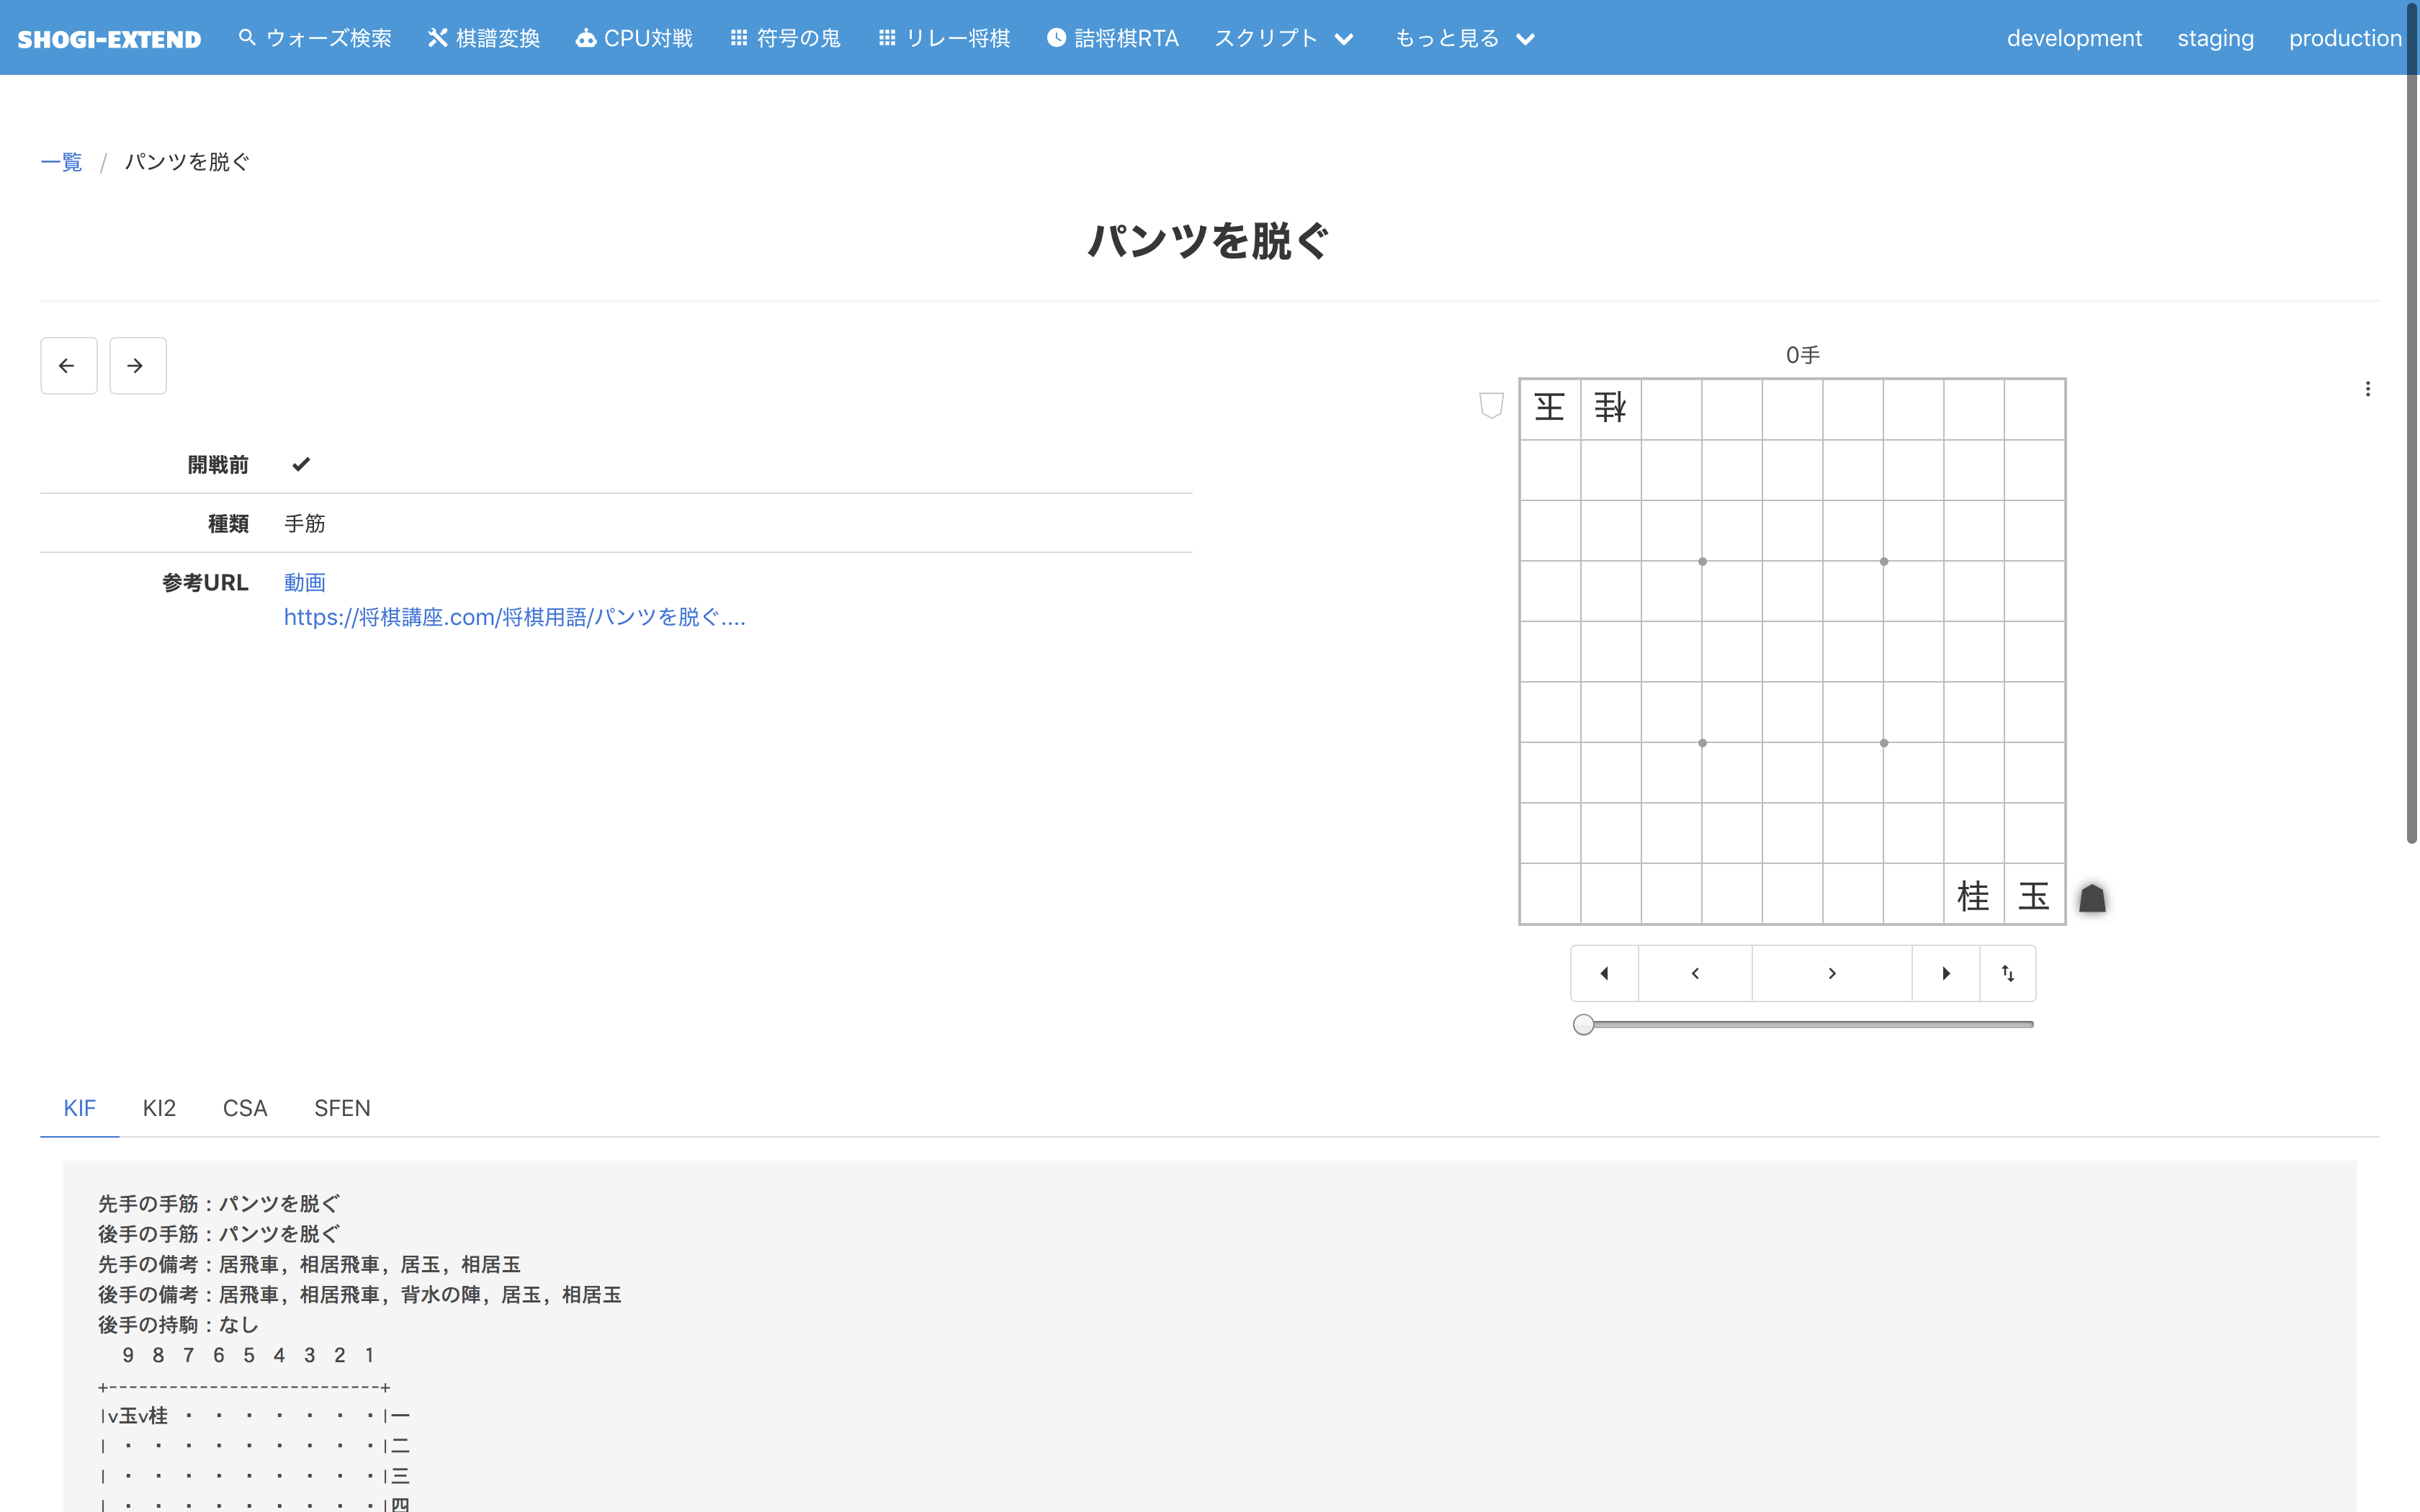 SHOGI-EXTEND ウォーズ検索 棋譜変換 CPU対戦 符号の鬼 リレー将棋 詰将棋RTA スクリプト もっと見る development staging production
一覧 / パンツを脱ぐ
パンツを脱ぐ
0手
玉 桂
開戦前
種類 手筋
参考URL 動画
https://将棋講座.com/将棋用語/パンツを脱ぐ....
桂 玉
KIF KI2 CSA SFEN
先手の手筋：パンツを脱ぐ
後手の手筋：パンツを脱ぐ
先手の備考：居飛車, 相居飛車, 居玉, 相居玉
後手の備考：居飛車, 相居飛車, 背水の陣, 居玉, 相居玉
後手の持駒：なし
9 8 7 6 5 4 3 2 1
+---------------------------+
|v玉v桂 ・ ・ ・ ・ ・ ・ ・|一
| ・ ・ ・ ・ ・ ・ ・ ・ ・|二
| ・ ・ ・ ・ ・ ・ ・ ・ ・|三
| ・ ・ ・ ・ ・ ・ ・ ・ ・|四